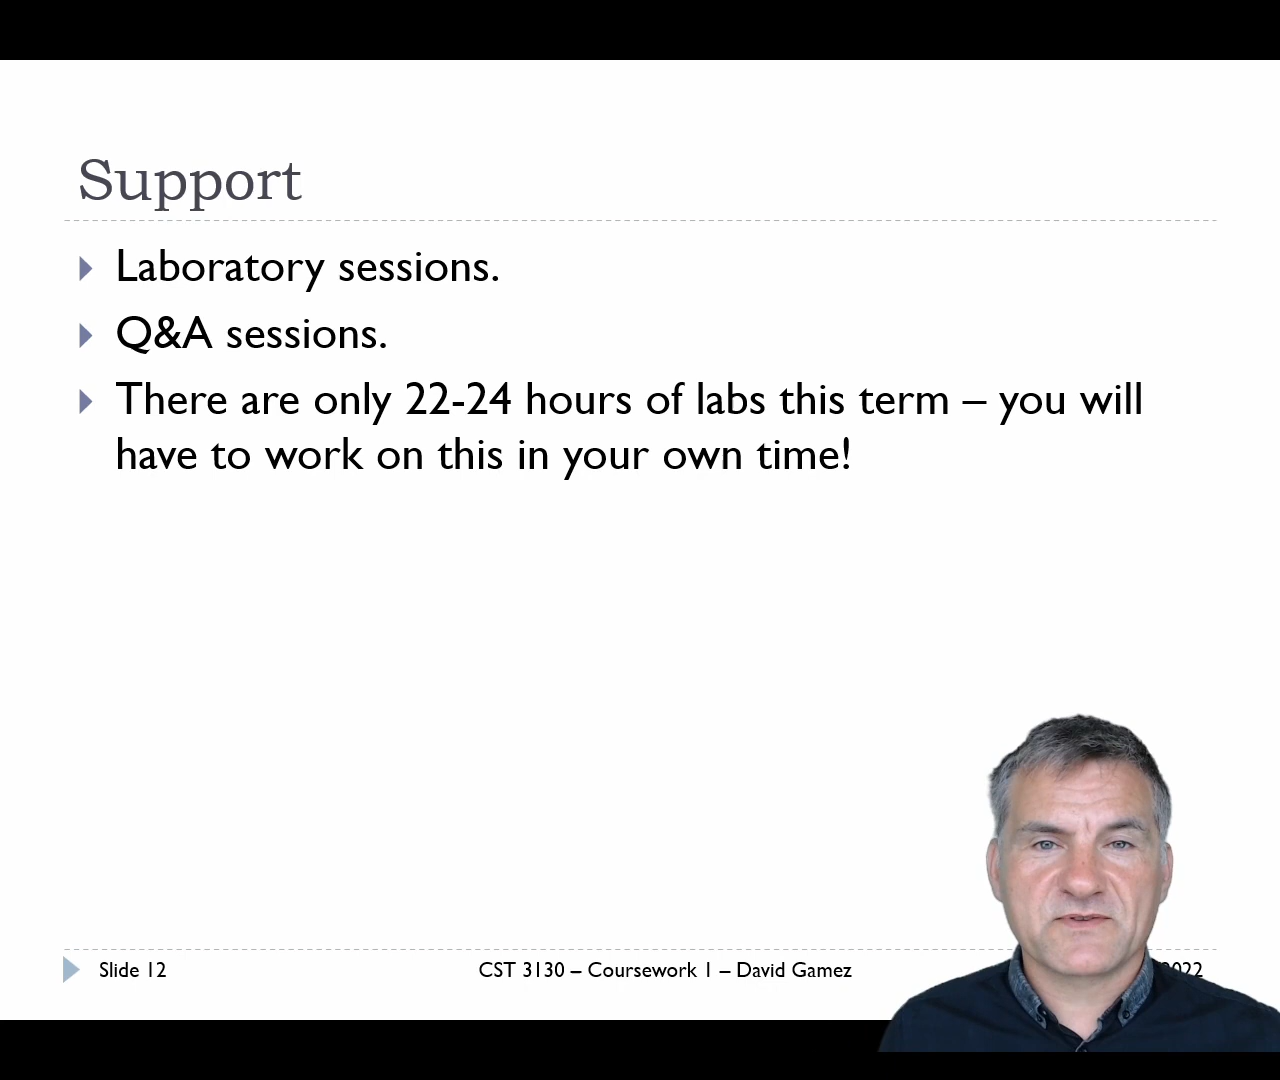 Support
Laboratory sessions.
Q&A sessions.
There are only 22-24 hours of labs this term – you will
have to work on this in your own time!
Slide 12
CST 3130 – Coursework 1 – David Gamez
2022